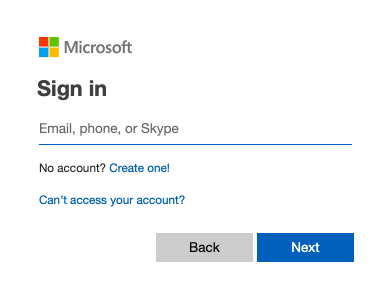 Microsoft
Sign in
Email, phone, or Skype
No account? Create one!
Can't access your account?
Back
Next